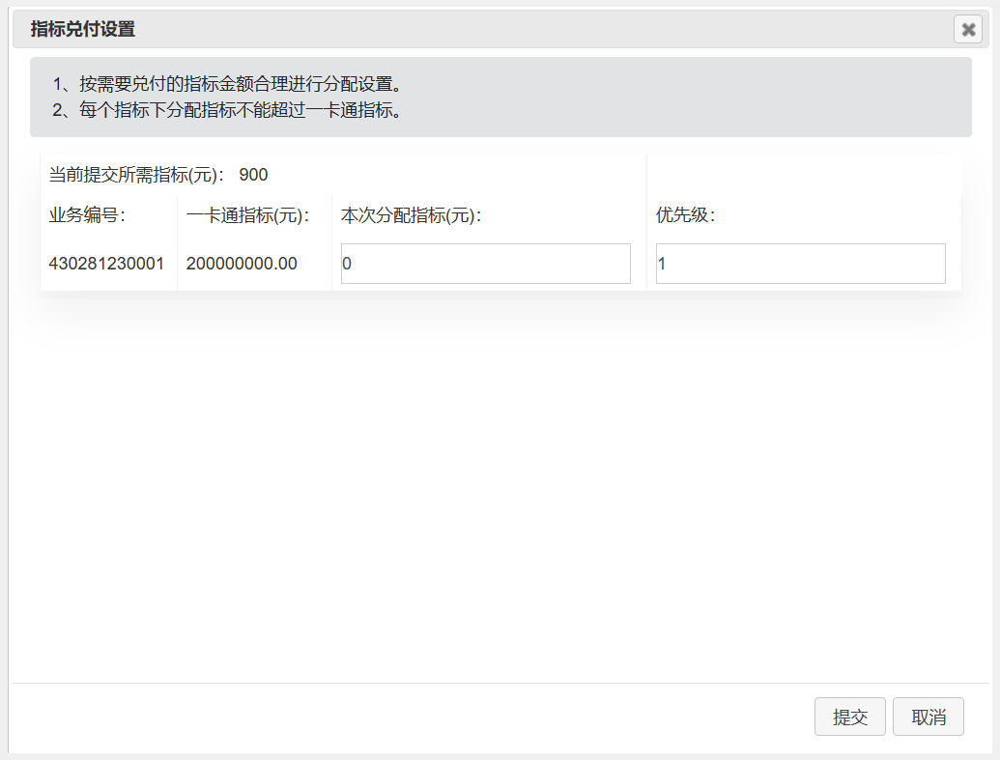 指标兑付设置
1、按需要兑付的指标金额合理进行分配设置。
2、每个指标下分配指标不能超过一卡通指标。
当前提交所需指标(元)： 900
业务编号： 一卡通指标(元)： 本次分配指标(元)： 优先级：
430281230001 200000000.00 0 1
提交 取消